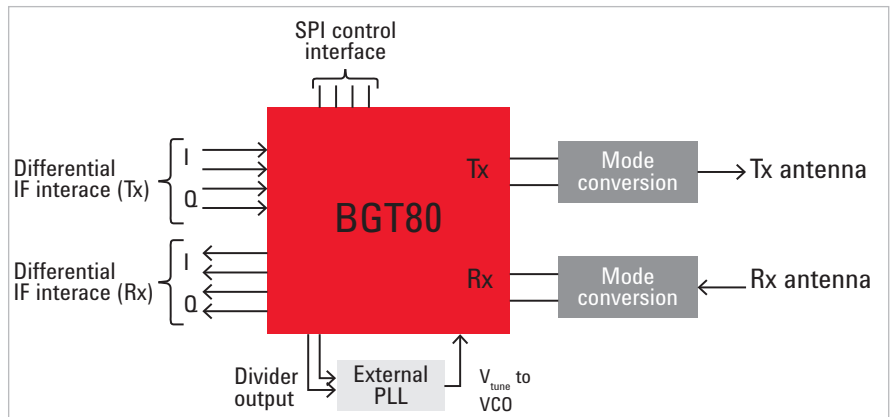 SPI control
interface
Differential
IF interace (Tx)
I
Q
Differential
IF interace (Rx)
I
Q
BGT80
Tx
Rx
Mode
conversion
Tx antenna
Mode
conversion
Rx antenna
Divider
output
External
PLL
Vtune to
VCO